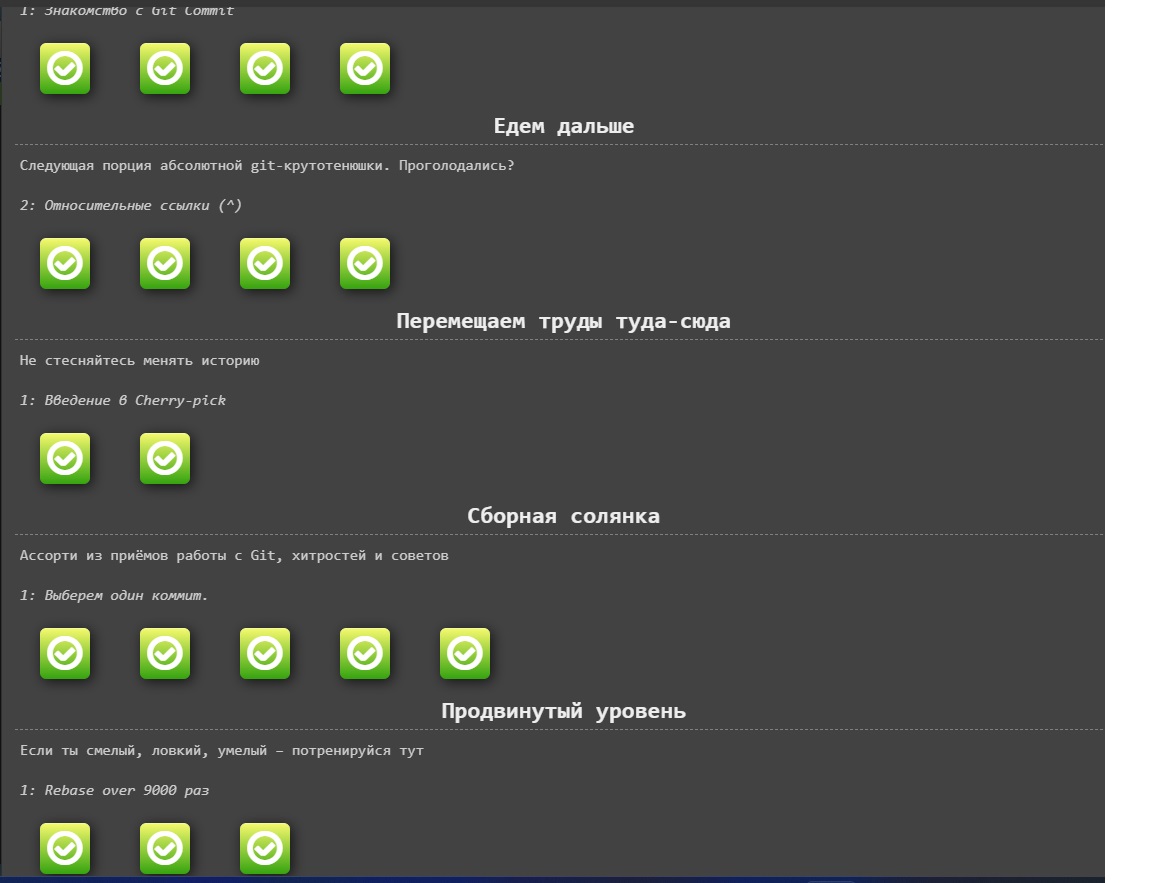 1: Знакомство с Git Commit
Едем дальше
Следующая порция абсолютной git-крутотенюшки. Проголодались?
2: Относительные ссылки (^)
Перемещаем труды туда-сюда
Не стесняйтесь менять историю
1: Введение в Cherry-pick
Сборная солянка
Ассорти из приёмов работы с Git, хитростей и советов
1: Выберем один коммит.
Продвинутый уровень
Если ты смелый, ловкий, умелый – потренируйся тут
1: Rebase over 9000 раз